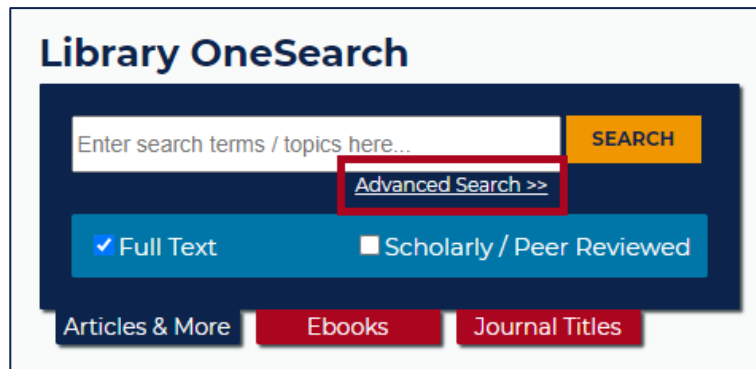 Library OneSearch
Enter search terms / topics here...
SEARCH
Advanced Search >>
Full Text
Scholarly / Peer Reviewed
Articles & More
Ebooks
Journal Titles